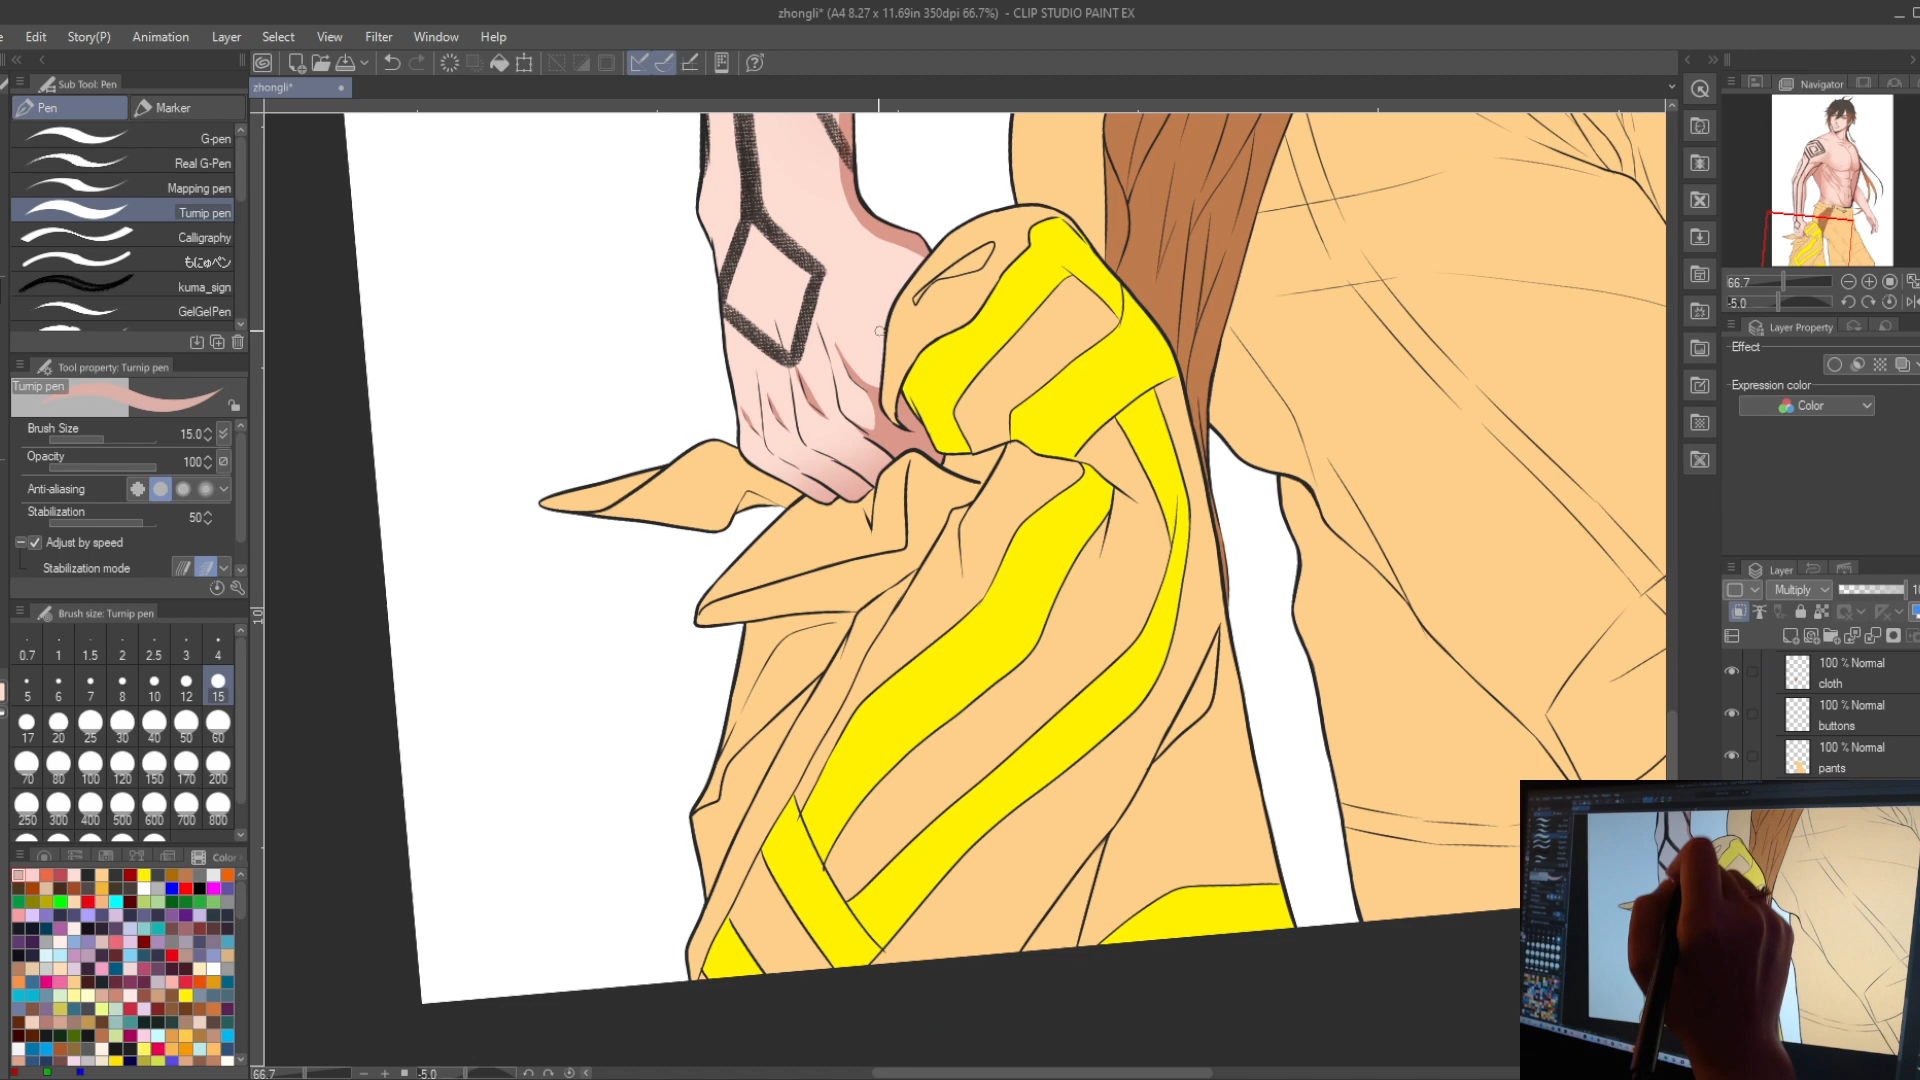 zhongli* (A4 8.27 x 11.69in 350dpi 66.7%) - CLIP STUDIO PAINT EX
Edit Story(P) Animation Layer Select View Filter Window Help
Sub Tool: Pen
zhongli*
Navigator
Pen Marker
G-pen
Real G-Pen
Mapping pen
Turnip pen
Calligraphy
もにゅペン
kuma_sign
GelGelPen
Tool property: Turnip pen
Turnip pen
Brush Size 15.0
Opacity 100
Anti-aliasing
Stabilization 50
Adjust by speed
Stabilization mode
Brush size: Turnip pen
0.7 1 1.5 2 2.5 3 4
5 6 7 8 10 12 15
17 20 25 30 40 50 60
70 80 100 120 150 170 200
250 300 400 500 600 700 800
Color
10
66.7 -5.0
66.7
-5.0
Layer Property
Effect
Expression color
Color
Layer
Multiply
100 % Normal
cloth
100 % Normal
buttons
100 % Normal
pants